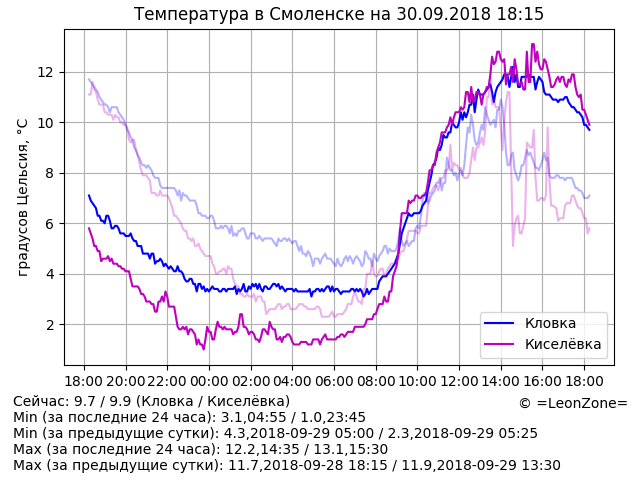 Температура в Смоленске на 30.09.2018 18:15
градусов Цельсия, °C
12
10
8
6
4
2
Кловка
Киселёвка
18:00 20:00 22:00 00:00 02:00 04:00 06:00 08:00 10:00 12:00 14:00 16:00 18:00
Сейчас: 9.7 / 9.9 (Кловка / Киселёвка)
© =LeonZone=
Min (за последние 24 часа): 3.1,04:55 / 1.0,23:45
Min (за предыдущие сутки): 4.3,2018-09-29 05:00 / 2.3,2018-09-29 05:25
Max (за последние 24 часа): 12.2,14:35 / 13.1,15:30
Max (за предыдущие сутки): 11.7,2018-09-28 18:15 / 11.9,2018-09-29 13:30